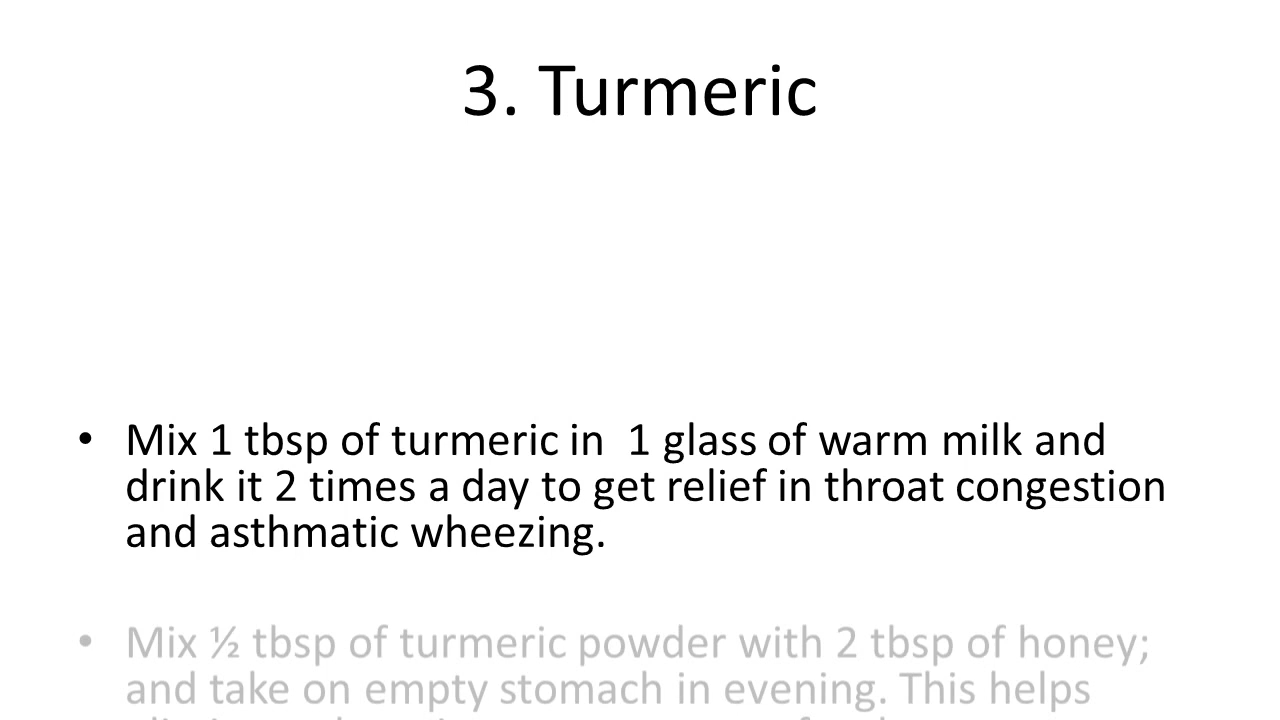 3. Turmeric
• Mix 1 tbsp of turmeric in  1 glass of warm milk and
drink it 2 times a day to get relief in throat congestion
and asthmatic wheezing.
• Mix ½ tbsp of turmeric powder with 2 tbsp of honey;
and take on empty stomach in evening. This helps